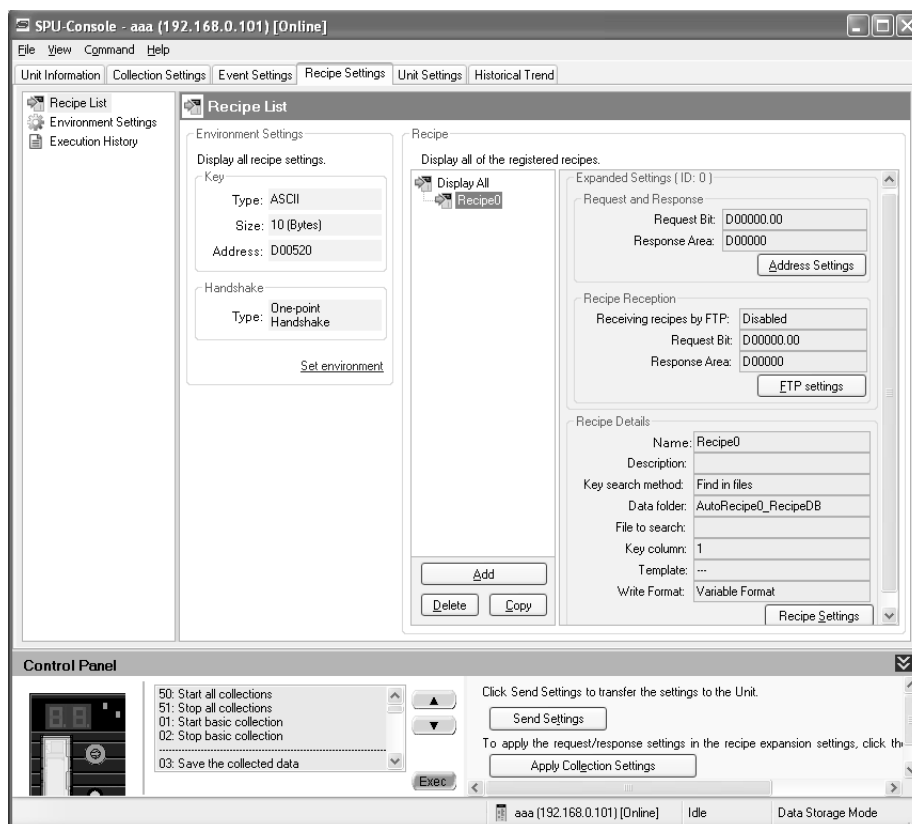 SPU-Console - aaa (192.168.0.101) [Online]
File View Command Help
Unit Information Collection Settings Event Settings Recipe Settings Unit Settings Historical Trend
Recipe List
Environment Settings
Execution History
Recipe List
Environment Settings
Display all recipe settings.
Key
Type: ASCII
Size: 10 (Bytes)
Address: D00520
Handshake
Type: One-point
Handshake
Set environment
Recipe
Display all of the registered recipes.
Display All
Recipe0
Add
Delete Copy
Expanded Settings ( ID: 0 )
Request and Response
Request Bit: D00000.00
Response Area: D00000
Address Settings
Recipe Reception
Receiving recipes by FTP: Disabled
Request Bit: D00000.00
Response Area: D00000
FTP settings
Recipe Details
Name: Recipe0
Description:
Key search method: Find in files
Data folder: AutoRecipe0_RecipeDB
File to search:
Key column: 1
Template: ---
Write Format: Variable Format
Recipe Settings
Control Panel
50: Start all collections
51: Stop all collections
01: Start basic collection
02: Stop basic collection
03: Save the collected data
Exec
Click Send Settings to transfer the settings to the Unit.
Send Settings
To apply the request/response settings in the recipe expansion settings, click
Apply Collection Settings
aaa (192.168.0.101) [Online] Idle Data Storage Mode